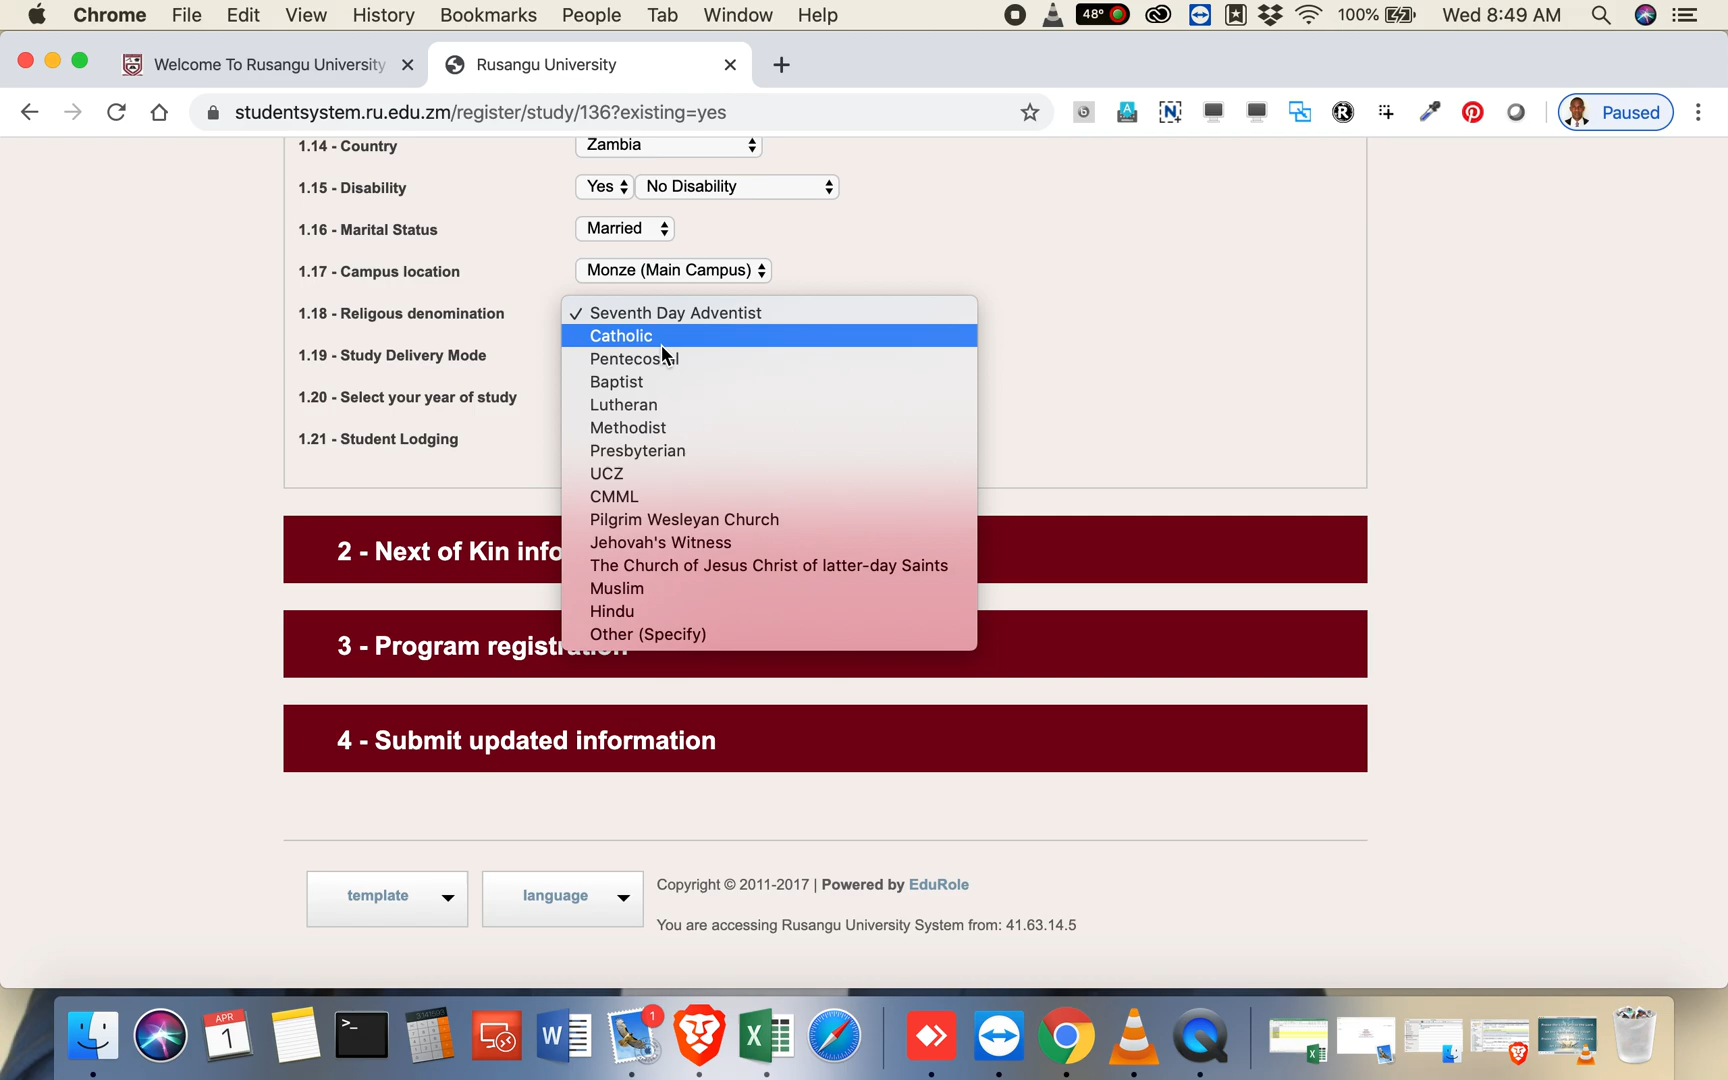 Chrome File Edit View History Bookmarks People Tab Window Help 48° 100% Wed 8:49 AM
Welcome To Rusangu University Rusangu University
studentsystem.ru.edu.zm/register/study/136?existing=yes Paused
1.14 - Country Zambia
1.15 - Disability Yes No Disability
1.16 - Marital Status Married
1.17 - Campus location Monze (Main Campus)
1.18 - Religous denomination
1.19 - Study Delivery Mode
1.20 - Select your year of study
1.21 - Student Lodging
✓ Seventh Day Adventist
Catholic
Pentecostal
Baptist
Lutheran
Methodist
Presbyterian
UCZ
CMML
Pilgrim Wesleyan Church
Jehovah's Witness
The Church of Jesus Christ of latter-day Saints
Muslim
Hindu
Other (Specify)
2 - Next of Kin info
3 - Program registration
4 - Submit updated information
template language
Copyright © 2011-2017 | Powered by EduRole
You are accessing Rusangu University System from: 41.63.14.5
APR
1
1